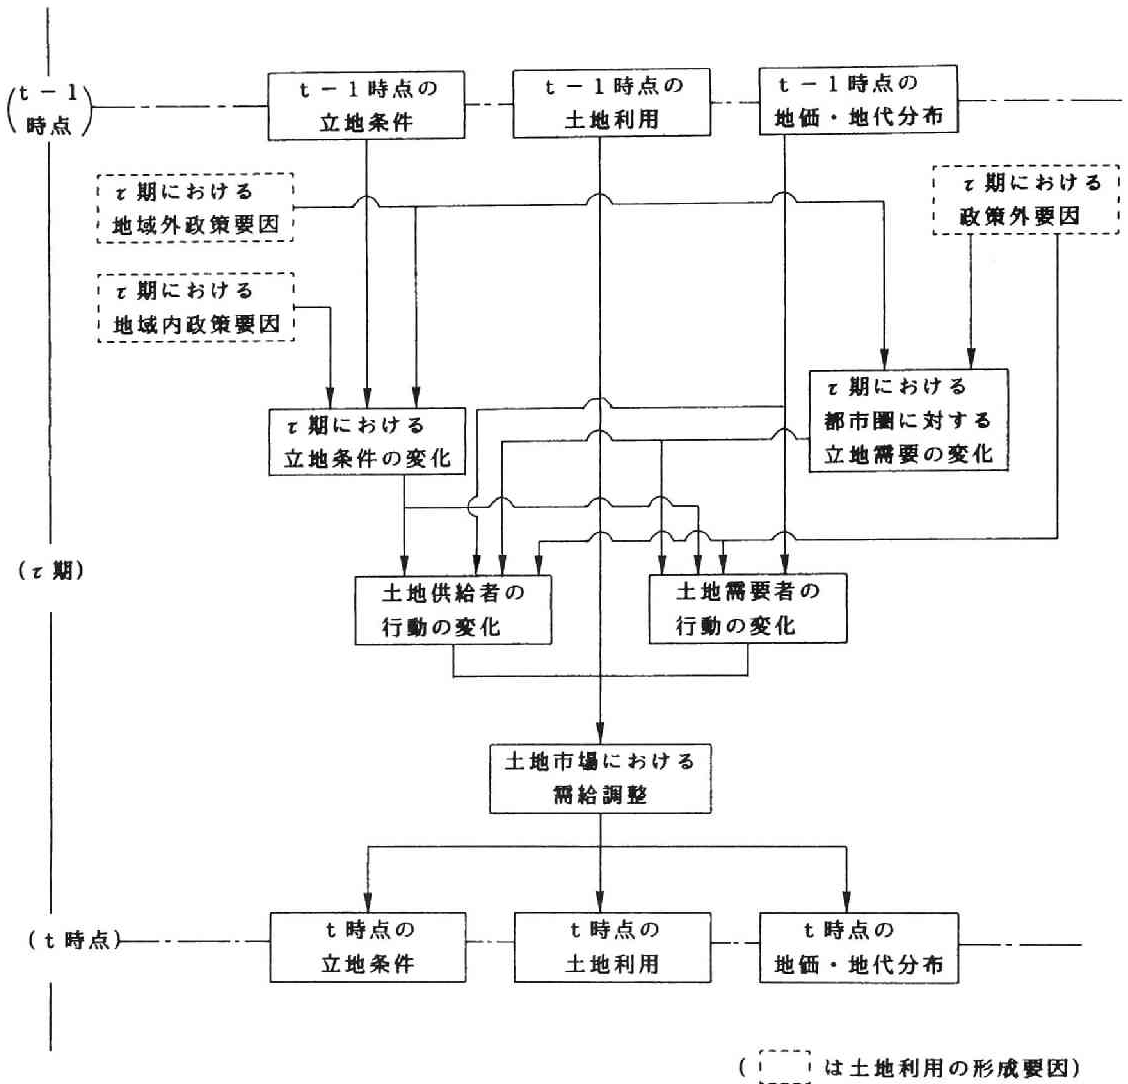 (t-1
時点)
t-1時点の
立地条件
t-1時点の
土地利用
t-1時点の
地価・地代分布
τ期における
地域外政策要因
τ期における
政策外要因
τ期における
地域内政策要因
τ期における
都市圏に対する
立地需要の変化
τ期における
立地条件の変化
(τ期)
土地供給者の
行動の変化
土地需要者の
行動の変化
土地市場における
需給調整
(t時点)
t時点の
立地条件
t時点の
土地利用
t時点の
地価・地代分布
( は土地利用の形成要因)